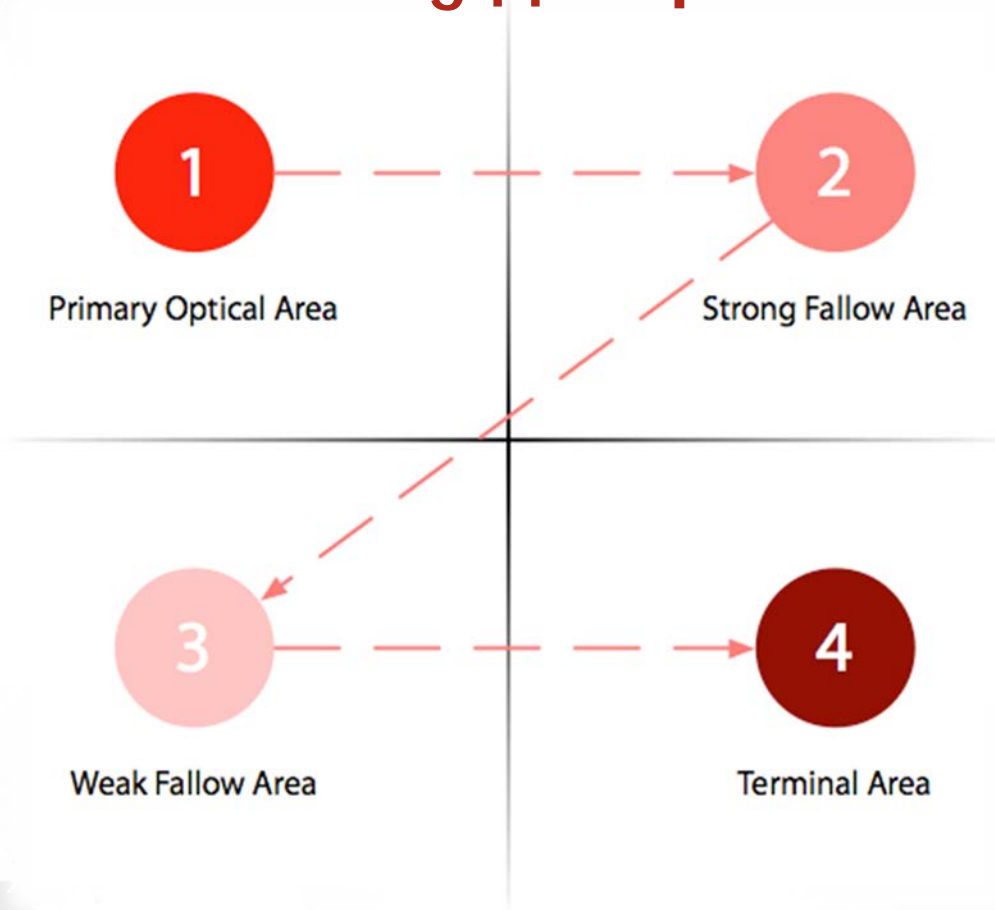 1
2
Primary Optical Area
Strong Fallow Area
3
4
Weak Fallow Area
Terminal Area